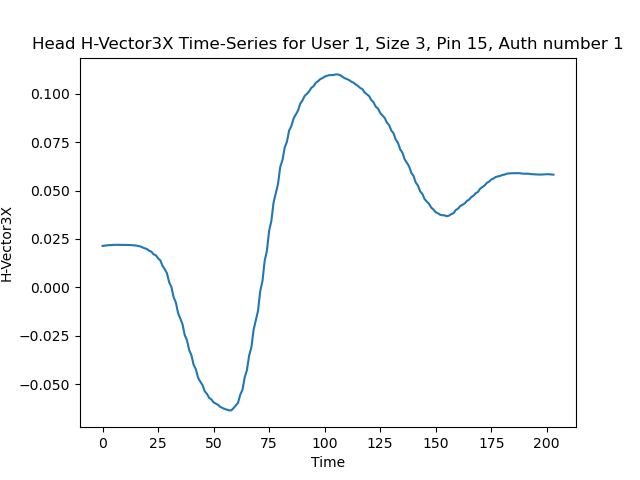 Head H-Vector3X Time-Series for User 1, Size 3, Pin 15, Auth number 1
H-Vector3X
0.100
0.075
0.050
0.025
0.000
−0.025
−0.050
0 25 50 75 100 125 150 175 200
Time